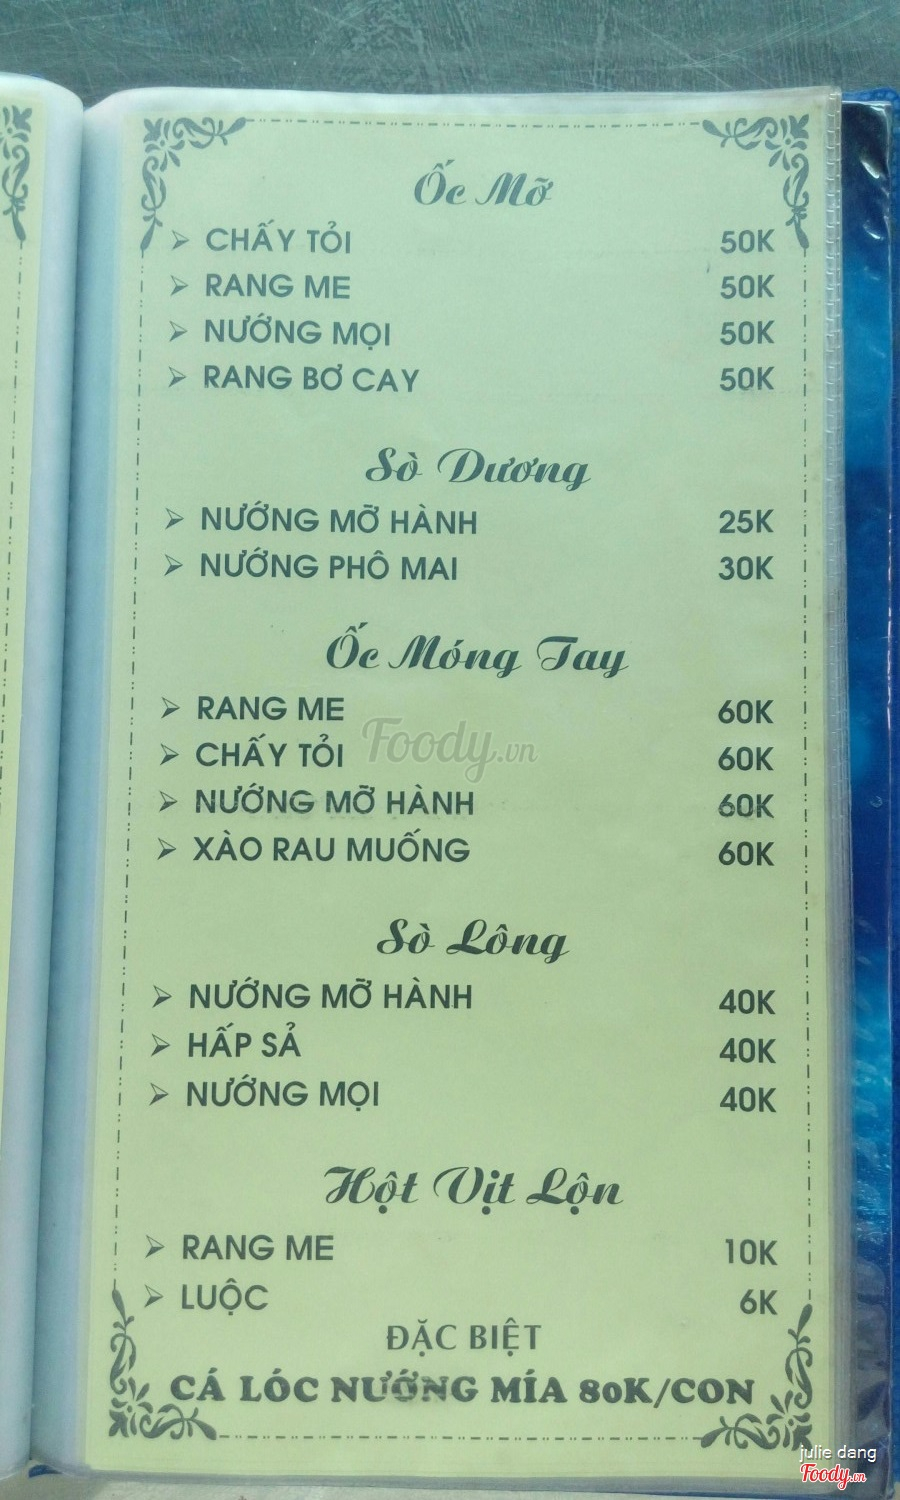 Ốc Mỡ
CHẤY TỎI 50K
RANG ME 50K
NƯỚNG MỌI 50K
RANG BƠ CAY 50K
Sò Dương
NƯỚNG MỠ HÀNH 25K
NƯỚNG PHÔ MAI 30K
Ốc Móng Tay
RANG ME 60K
CHẤY TỎI 60K
NƯỚNG MỠ HÀNH 60K
XÀO RAU MUỐNG 60K
Sò Lông
NƯỚNG MỠ HÀNH 40K
HẤP SẢ 40K
NƯỚNG MỌI 40K
Hột Vịt Lộn
RANG ME 10K
LUỘC 6K
ĐẶC BIỆT
CÁ LÓC NƯỚNG MÍA 80K/CON
Foody.vn
julie dang
Foody.vn